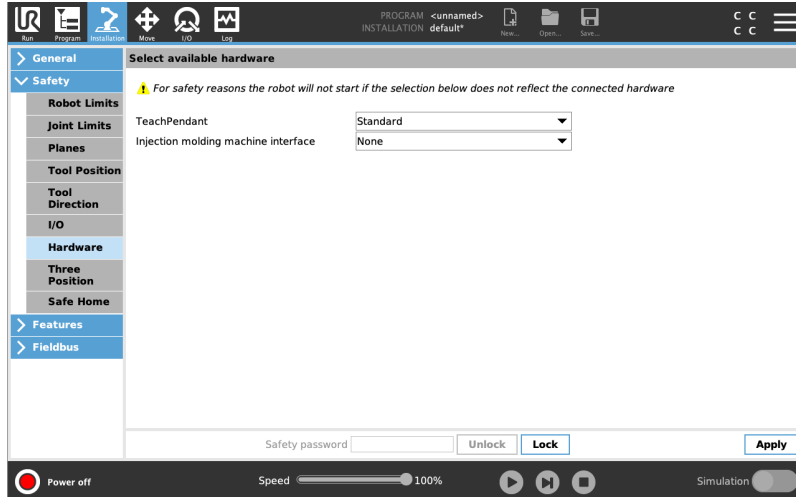 UR
Run
Program
Installation
Move
I/O
Log
PROGRAM <unnamed>
INSTALLATION default*
New...
Open...
Save...
C C
C C
General
Safety
Robot Limits
Joint Limits
Planes
Tool Position
Tool
Direction
I/O
Hardware
Three
Position
Safe Home
Features
Fieldbus
Select available hardware
For safety reasons the robot will not start if the selection below does not reflect the connected hardware
TeachPendant Standard
Injection molding machine interface None
Safety password Unlock Lock Apply
Power off Speed 100% Simulation